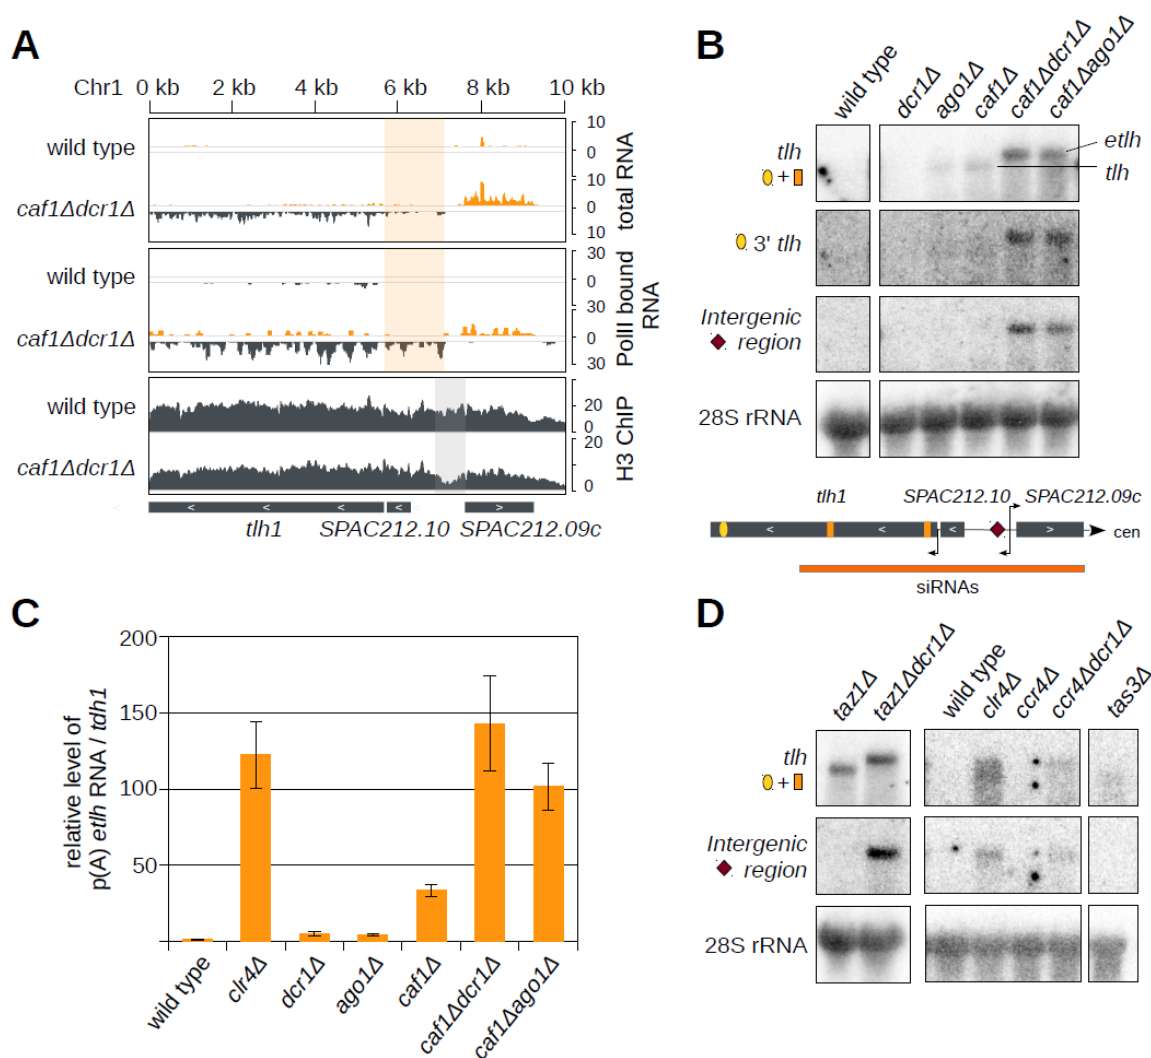 A
Chr1 0 kb 2 kb 4 kb 6 kb 8 kb 10 kb
wild type
caf1Δdcr1Δ
10
0
10
0
10
total RNA
wild type
caf1Δdcr1Δ
30
0
30
0
30
PolII bound
RNA
wild type
caf1Δdcr1Δ
20
0
20
0
H3 ChIP
< < < < >
tlh1 SPAC212.10 SPAC212.09c
B
wild type dcr1Δ ago1Δ caf1Δ caf1Δdcr1Δ caf1Δago1Δ
tlh
+
etlh
tlh
3' tlh
Intergenic
region
28S rRNA
tlh1 SPAC212.10 SPAC212.09c
< < < > cen
siRNAs
C
relative level of
p(A) etlh RNA / tdh1
200
150
100
50
wild type clr4Δ dcr1Δ ago1Δ caf1Δ caf1Δdcr1Δ caf1Δago1Δ
D
taz1Δ taz1Δdcr1Δ wild type clr4Δ ccr4Δ ccr4Δdcr1Δ tas3Δ
tlh
+
Intergenic
region
28S rRNA